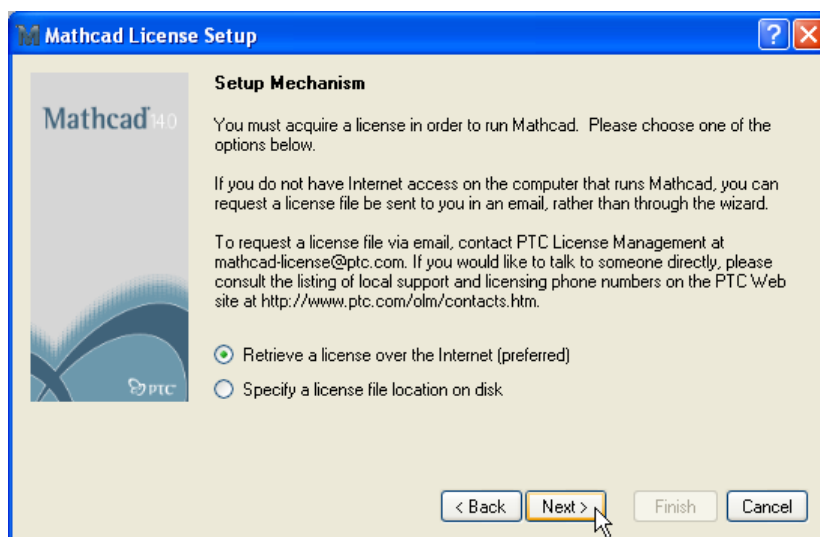 Mathcad License Setup
Setup Mechanism
Mathcad 14.0
You must acquire a license in order to run Mathcad. Please choose one of the
options below.
If you do not have Internet access on the computer that runs Mathcad, you can
request a license file be sent to you in an email, rather than through the wizard.
To request a license file via email, contact PTC License Management at
mathcad-license@ptc.com. If you would like to talk to someone directly, please
consult the listing of local support and licensing phone numbers on the PTC Web
site at http://www.ptc.com/olm/contacts.htm.
Retrieve a license over the Internet (preferred)
Specify a license file location on disk
PTC
< Back Next > Finish Cancel